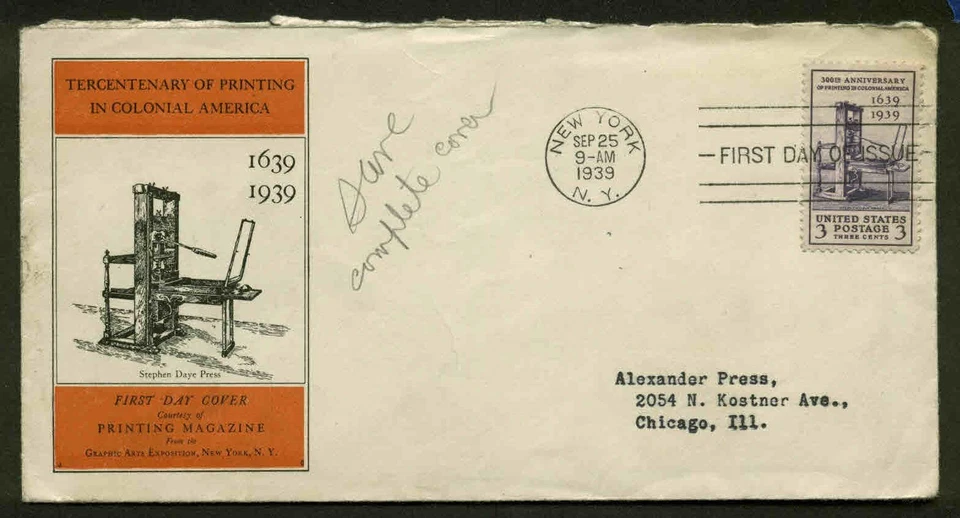 TERCENTENARY OF PRINTING
IN COLONIAL AMERICA
1639
1939
Stephen Daye Press
FIRST DAY COVER
Courtesy of
PRINTING MAGAZINE
From the
GRAPHIC ARTS EXPOSITION, NEW YORK, N. Y.
Save
complete cover
NEW YORK
SEP 25
9-AM
1939
N. Y.
FIRST DAY OF ISSUE
300TH ANNIVERSARY
OF PRINTING IN COLONIAL AMERICA
1639
1939
UNITED STATES
3 POSTAGE 3
THREE CENTS
Alexander Press,
2054 N. Kostner Ave.,
Chicago, Ill.